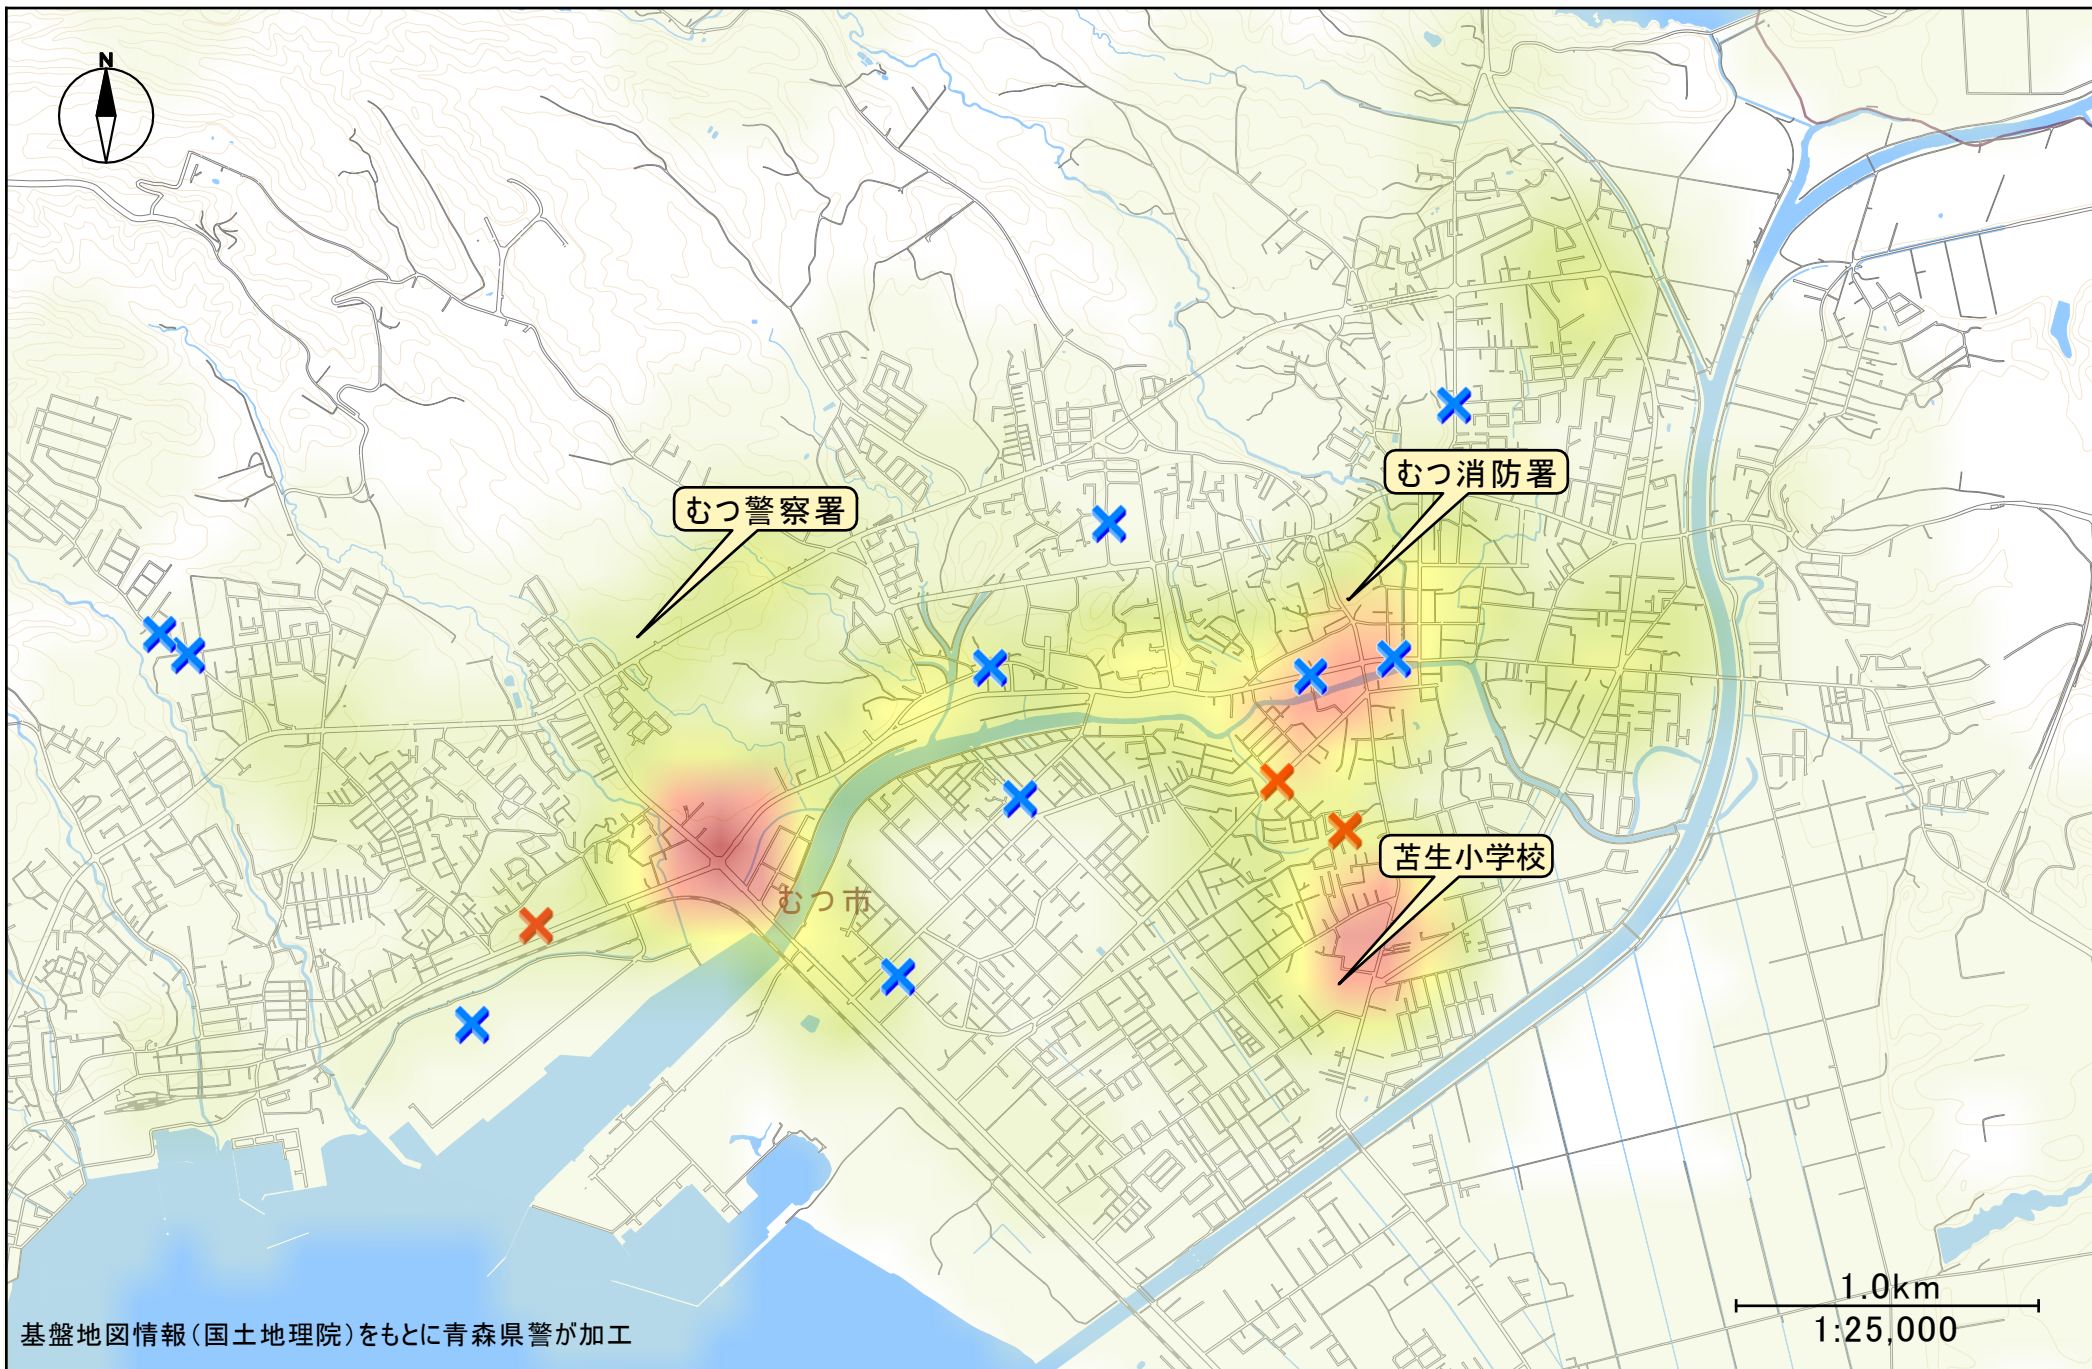 N
むつ消防署
むつ警察署
苫生小学校
むつ市
1.0km
1:25,000
基盤地図情報(国土地理院)をもとに青森県警が加工